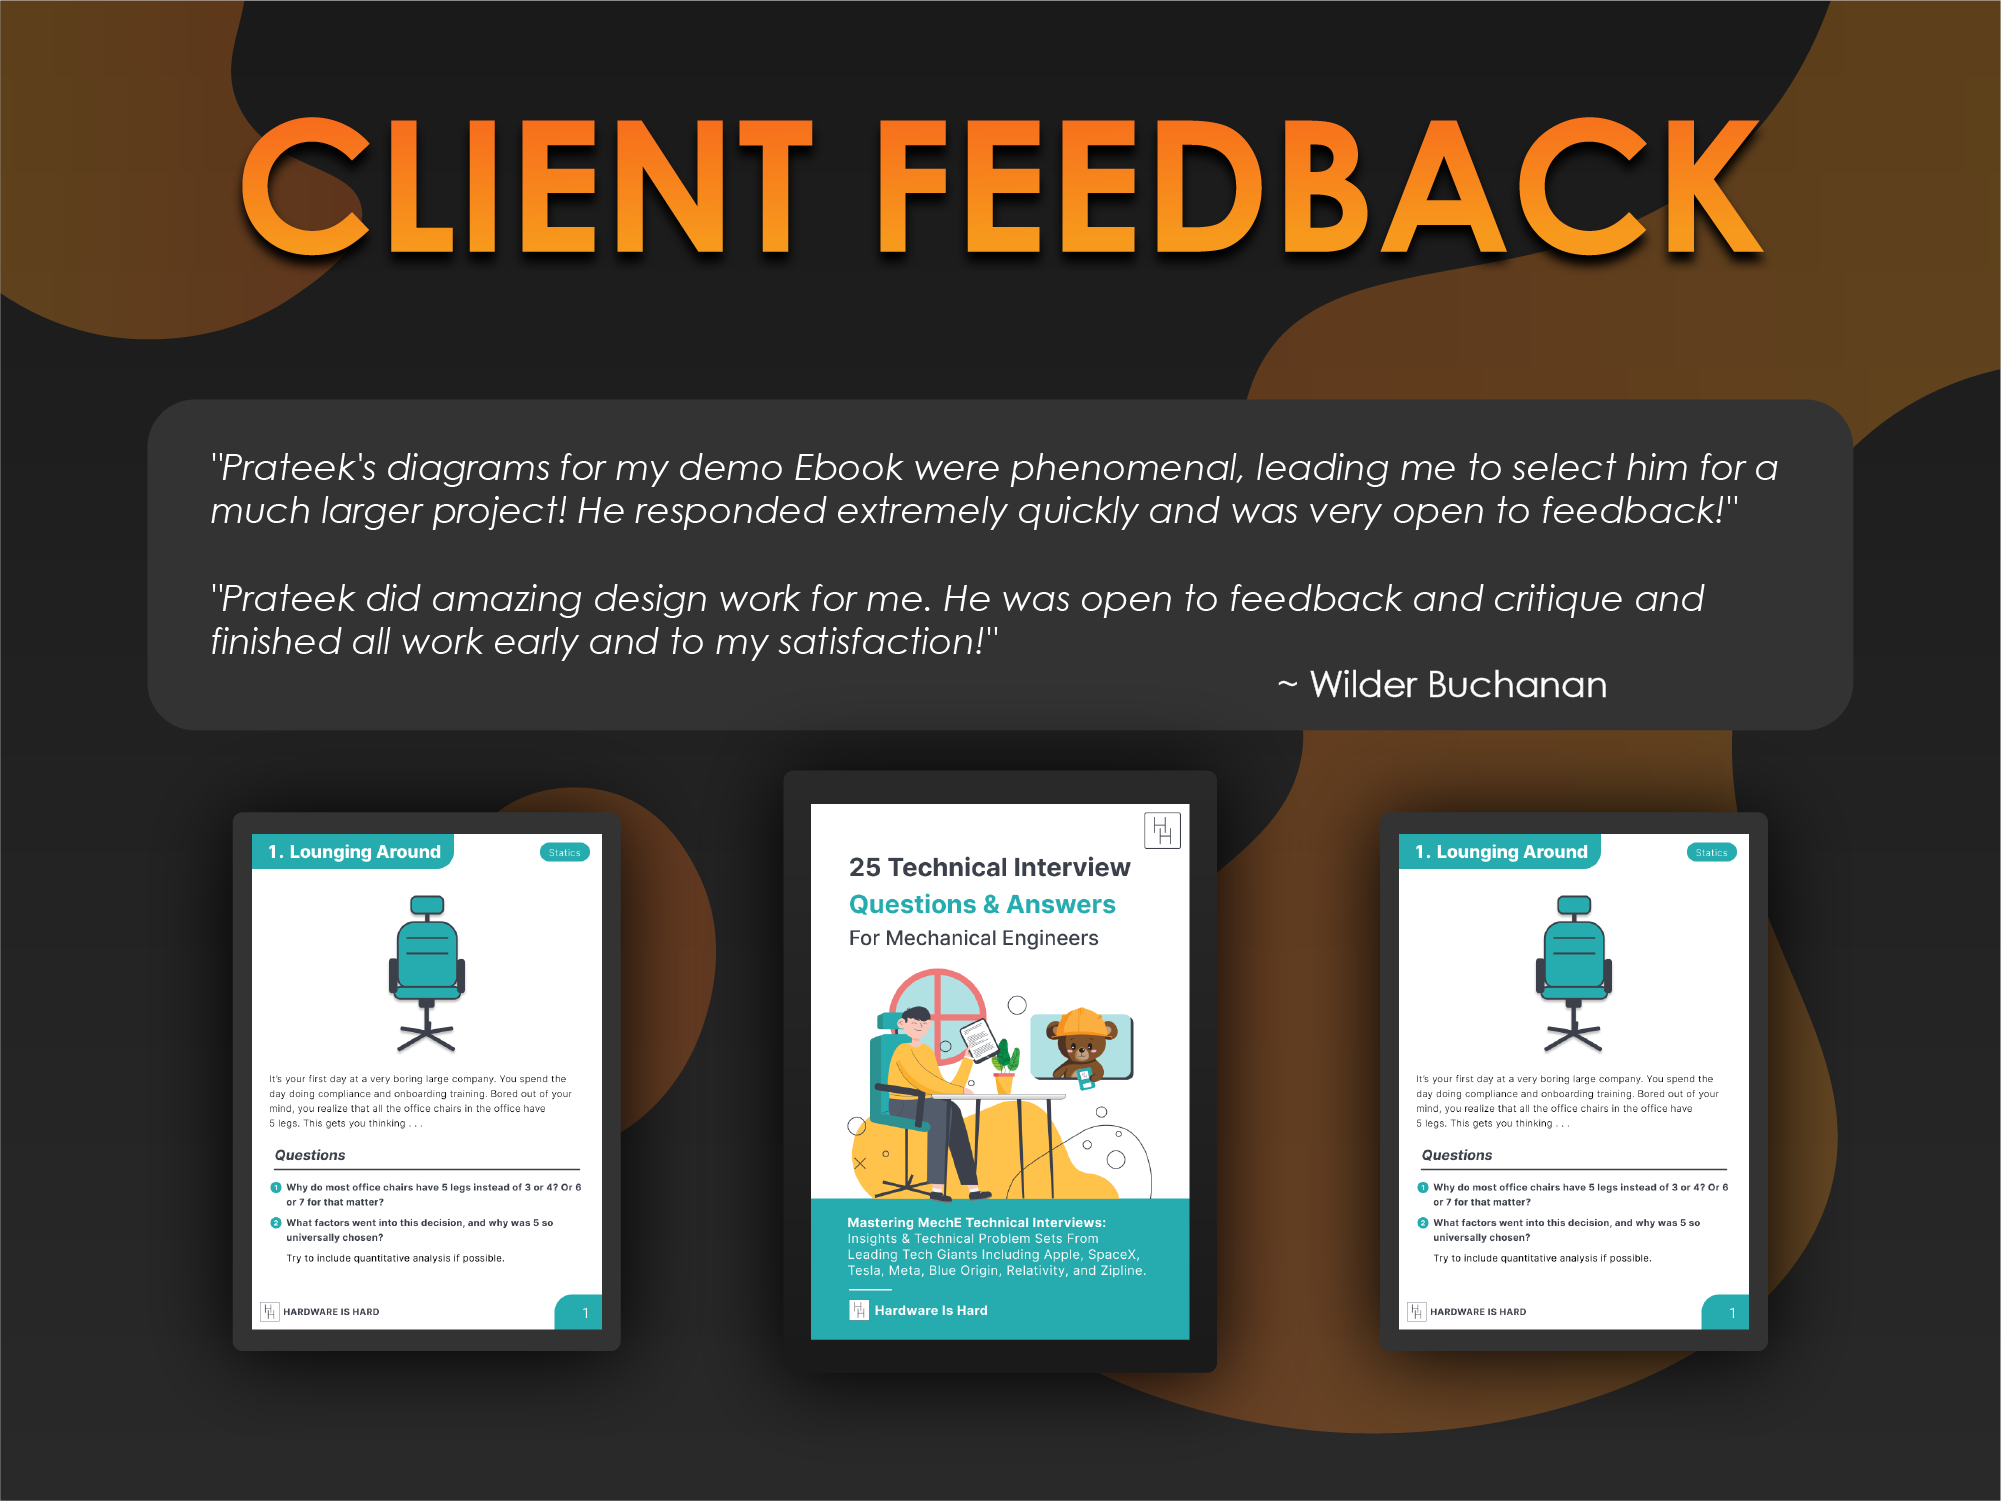 CLIENT FEEDBACK
"Prateek's diagrams for my demo Ebook were phenomenal, leading me to select him for a
much larger project! He responded extremely quickly and was very open to feedback!"
"Prateek did amazing design work for me. He was open to feedback and critique and
finished all work early and to my satisfaction!"
~ Wilder Buchanan
1. Lounging Around
Statics
It's your first day at a very boring large company. You spend the
day doing compliance and onboarding training. Bored out of your
mind, you realize that all the office chairs in the office have
5 legs. This gets you thinking . . .
Questions
1 Why do most office chairs have 5 legs instead of 3 or 4? Or 6
or 7 for that matter?
2 What factors went into this decision, and why was 5 so
universally chosen?
Try to include quantitative analysis if possible.
HH HARDWARE IS HARD
1
HH
25 Technical Interview
Questions & Answers
For Mechanical Engineers
Mastering MechE Technical Interviews:
Insights & Technical Problem Sets From
Leading Tech Giants Including Apple, SpaceX,
Tesla, Meta, Blue Origin, Relativity, and Zipline.
HH Hardware Is Hard
1. Lounging Around
Statics
It's your first day at a very boring large company. You spend the
day doing compliance and onboarding training. Bored out of your
mind, you realize that all the office chairs in the office have
5 legs. This gets you thinking . . .
Questions
1 Why do most office chairs have 5 legs instead of 3 or 4? Or 6
or 7 for that matter?
2 What factors went into this decision, and why was 5 so
universally chosen?
Try to include quantitative analysis if possible.
HH HARDWARE IS HARD
1